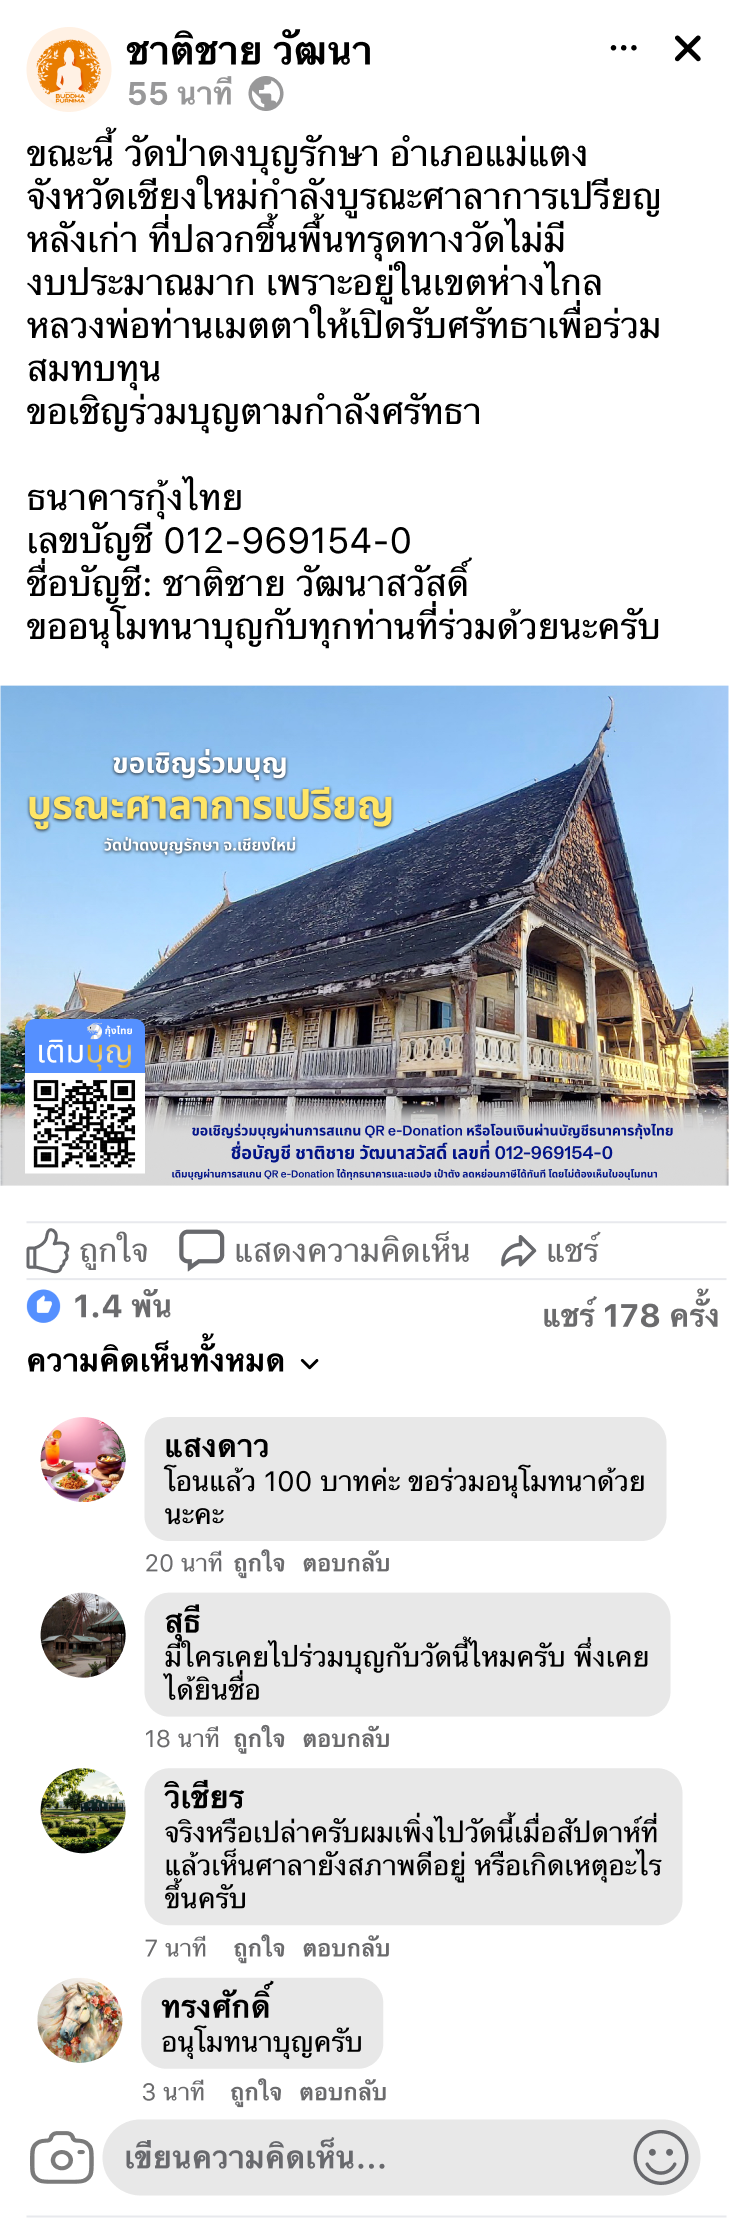 ชาติชาย วัฒนา
55 นาที
ขณะนี้ วัดป่าดงบุญรักษา อำเภอแม่แตง
จังหวัดเชียงใหม่กำลังบูรณะศาลาการเปรียญ
หลังเก่า ที่ปลวกขึ้นพื้นทรุดทางวัดไม่มี
งบประมาณมาก เพราะอยู่ในเขตห่างไกล
หลวงพ่อท่านเมตตาให้เปิดรับศรัทธาเพื่อร่วม
สมทบทุน
ขอเชิญร่วมบุญตามกำลังศรัทธา
ธนาคารกุ้งไทย
เลขบัญชี 012-969154-0
ชื่อบัญชี: ชาติชาย วัฒนาสวัสดิ์
ขออนุโมทนาบุญกับทุกท่านที่ร่วมด้วยนะครับ
ขอเชิญร่วมบุญ
บูรณะศาลาการเปรียญ
วัดป่าดงบุญรักษา จ.เชียงใหม่
กุ้งไทย
เติมบุญ
ขอเชิญร่วมบุญผ่านการสแกน QR e-Donation หรือโอนเงินผ่านบัญชีธนาคารกุ้งไทย
ชื่อบัญชี ชาติชาย วัฒนาสวัสดิ์ เลขที่ 012-969154-0
เติมบุญผ่านการสแกน QR e-Donation ได้ทุกธนาคารและแอปจ เป๋าตัง ลดหย่อนภาษีได้ทันที โดยไม่ต้องเห็นใบอนุโมทนา
ถูกใจ แสดงความคิดเห็น แชร์
1.4 พัน แชร์ 178 ครั้ง
ความคิดเห็นทั้งหมด
แสงดาว
โอนแล้ว 100 บาทค่ะ ขอร่วมอนุโมทนาด้วย
นะคะ
20 นาที ถูกใจ ตอบกลับ
สุธี
มีใครเคยไปร่วมบุญกับวัดนี้ไหมครับ พึ่งเคย
ได้ยินชื่อ
18 นาที ถูกใจ ตอบกลับ
วิเชียร
จริงหรือเปล่าครับผมเพิ่งไปวัดนี้เมื่อสัปดาห์ที่
แล้วเห็นศาลายังสภาพดีอยู่ หรือเกิดเหตุอะไร
ขึ้นครับ
7 นาที ถูกใจ ตอบกลับ
ทรงศักดิ์
อนุโมทนาบุญครับ
3 นาที ถูกใจ ตอบกลับ
เขียนความคิดเห็น...
BUDDHA
PURNIMA